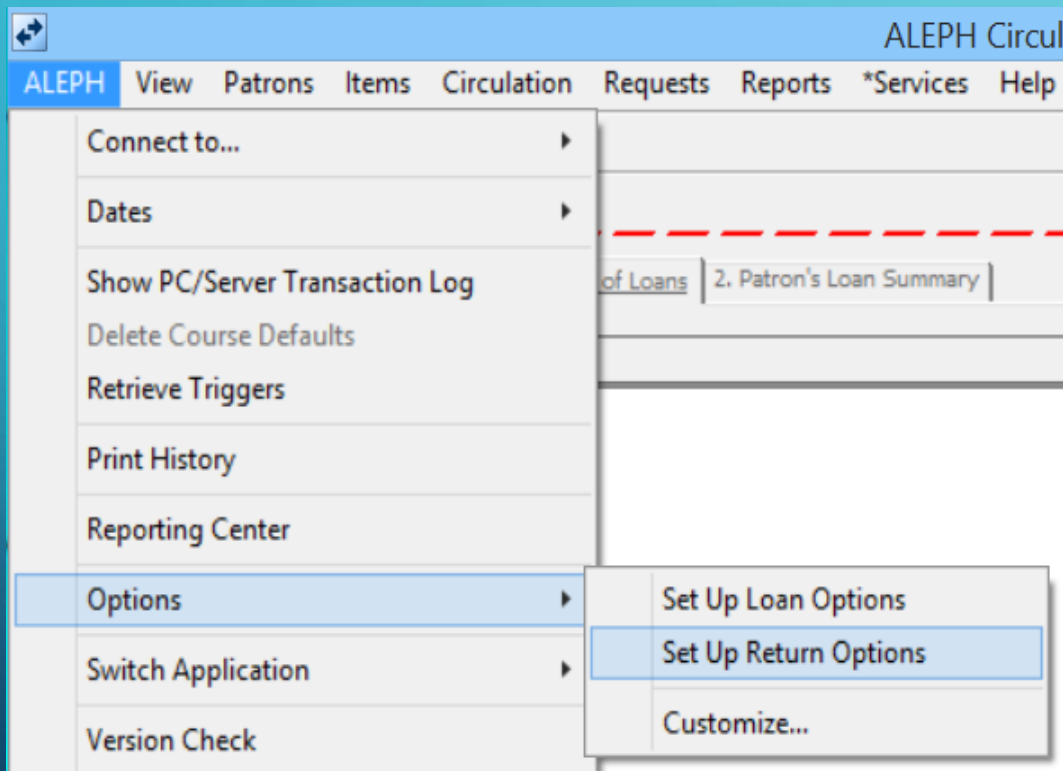 ALEPH Circul
ALEPH View Patrons Items Circulation Requests Reports *Services Help
Connect to...
Dates
Show PC/Server Transaction Log
of Loans 2. Patron's Loan Summary
Delete Course Defaults
Retrieve Triggers
Print History
Reporting Center
Options
Set Up Loan Options
Set Up Return Options
Switch Application
Customize...
Version Check